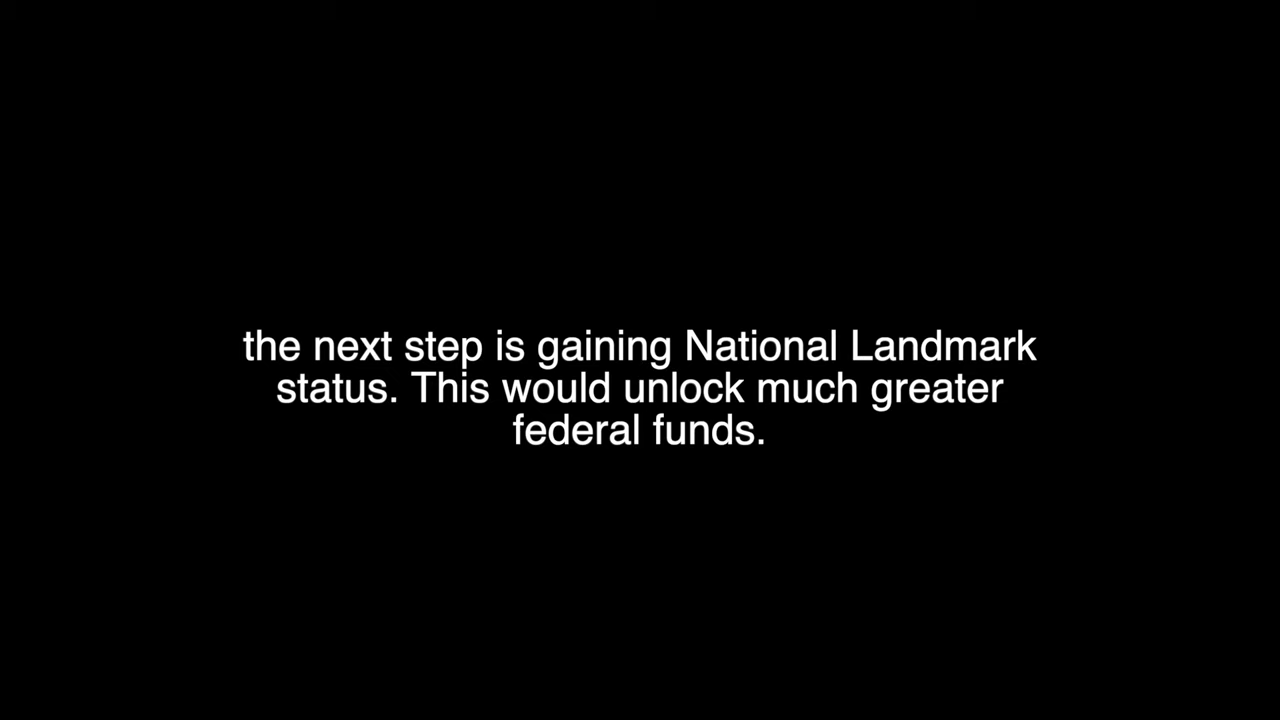 the next step is gaining National Landmark
status. This would unlock much greater
federal funds.